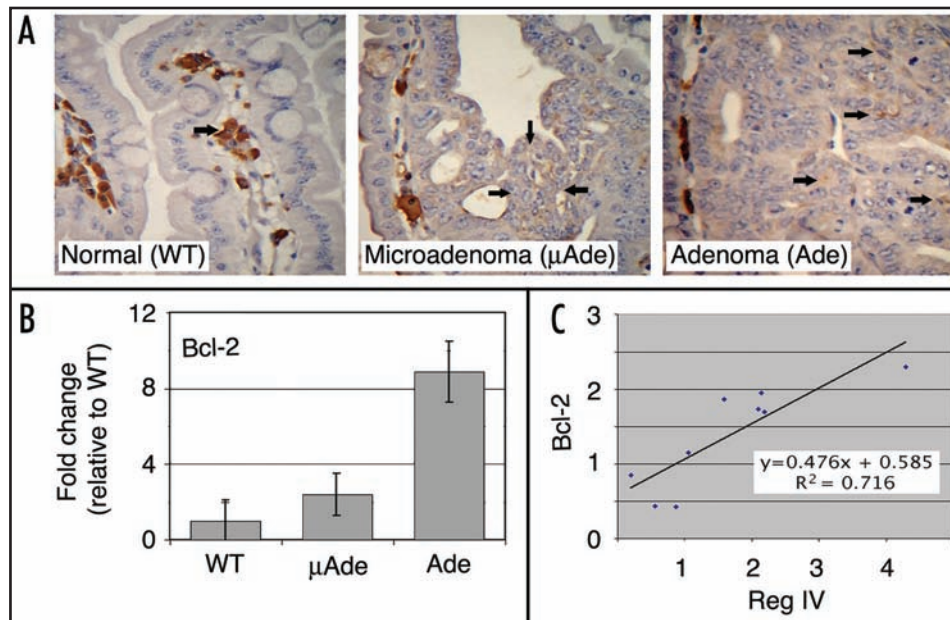 A
Normal (WT)
Microadenoma (μAde)
Adenoma (Ade)
B
Bcl-2
Fold change
(relative to WT)
12
8
4
0
WT
μAde
Ade
C
Bcl-2
3
2
1
0
y=0.476x + 0.585
R² = 0.716
1
2
3
4
Reg IV